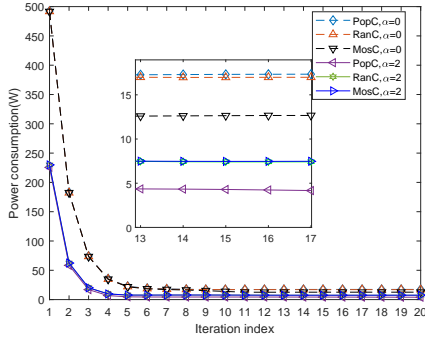 Power consumption(W)
500
450
400
350
300
250
200
150
100
50
0
1 2 3 4 5 6 7 8 9 10 11 12 13 14 15 16 17 18 19 20
Iteration index
15
10
5
0
13 14 15 16 17
PopC,α=0
RanC,α=0
MosC,α=0
PopC,α=2
RanC,α=2
MosC,α=2